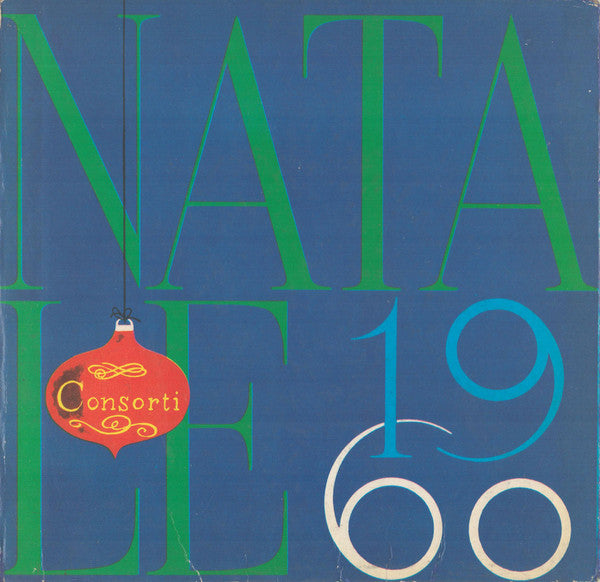 NATA
LE 19
60
Consorti